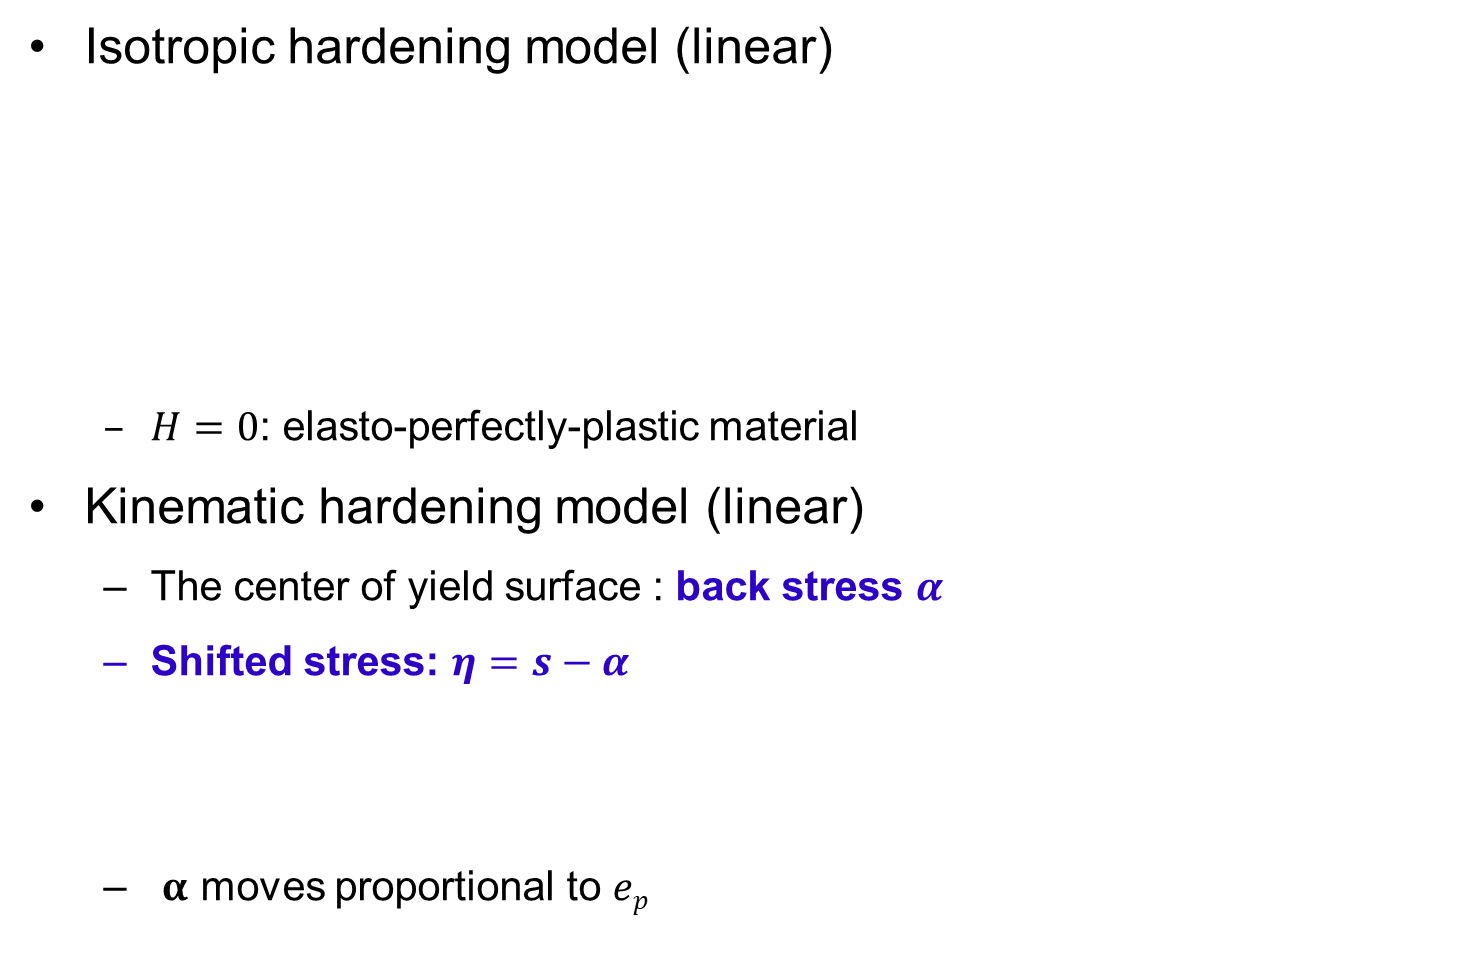 • Isotropic hardening model (linear)
– H = 0: elasto-perfectly-plastic material
• Kinematic hardening model (linear)
– The center of yield surface : back stress α
– Shifted stress: η = s − α
– α moves proportional to eₚ